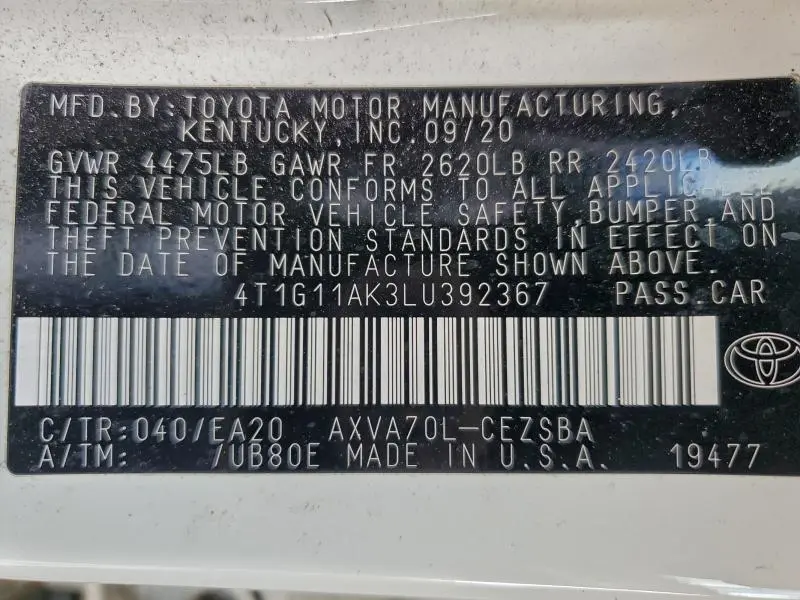 MFD. BY: TOYOTA MOTOR MANUFACTURING,
KENTUCKY, INC. 09/20
GVWR 4475LB GAWR FR 2620LB RR 2420LB
THIS VEHICLE CONFORMS TO ALL APPLICABLE
FEDERAL MOTOR VEHICLE SAFETY, BUMPER, AND
THEFT PREVENTION STANDARDS IN EFFECT ON
THE DATE OF MANUFACTURE SHOWN ABOVE.
4T1G11AK3LU392367 PASS. CAR
C/TR: 040/EA20 AXVA70L-CEZSBA
A/TM: /UB80E MADE IN U.S.A. 19477